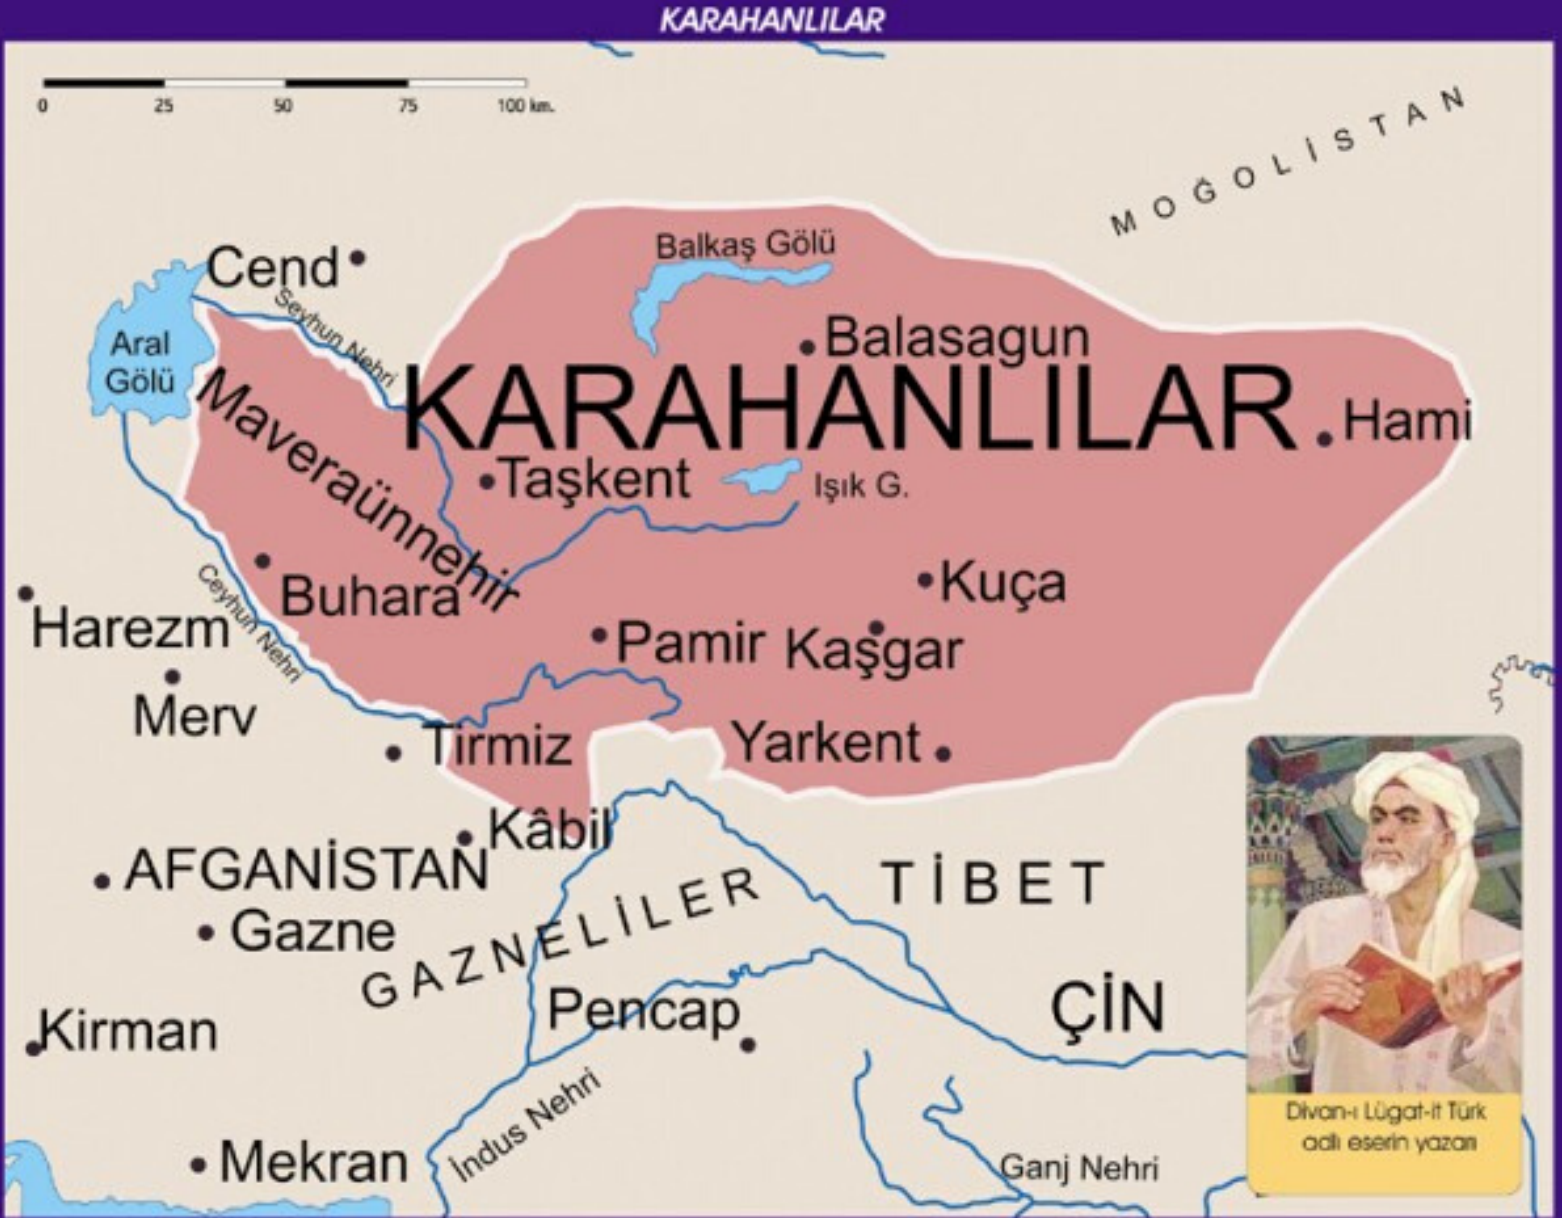 KARAHANLILAR
0 25 50 75 100 km.
MOĞOLİSTAN
Balkaş Gölü
Cend
Seyhun Nehri
Aral
Gölü
Balasagun
KARAHANLILAR
Hami
Maveraünnehir
Taşkent
Işık G.
Kuça
Buhara
Ceyhun Nehri
Harezm
Pamir
Kaşgar
Merv
Tirmiz
Yarkent
Kâbil
AFGANİSTAN
TİBET
Gazne
GAZNELİLER
Pencap
ÇİN
Kirman
İndus Nehri
Mekran
Ganj Nehri
Divan-ı Lügat-it Türk
adlı eserin yazarı